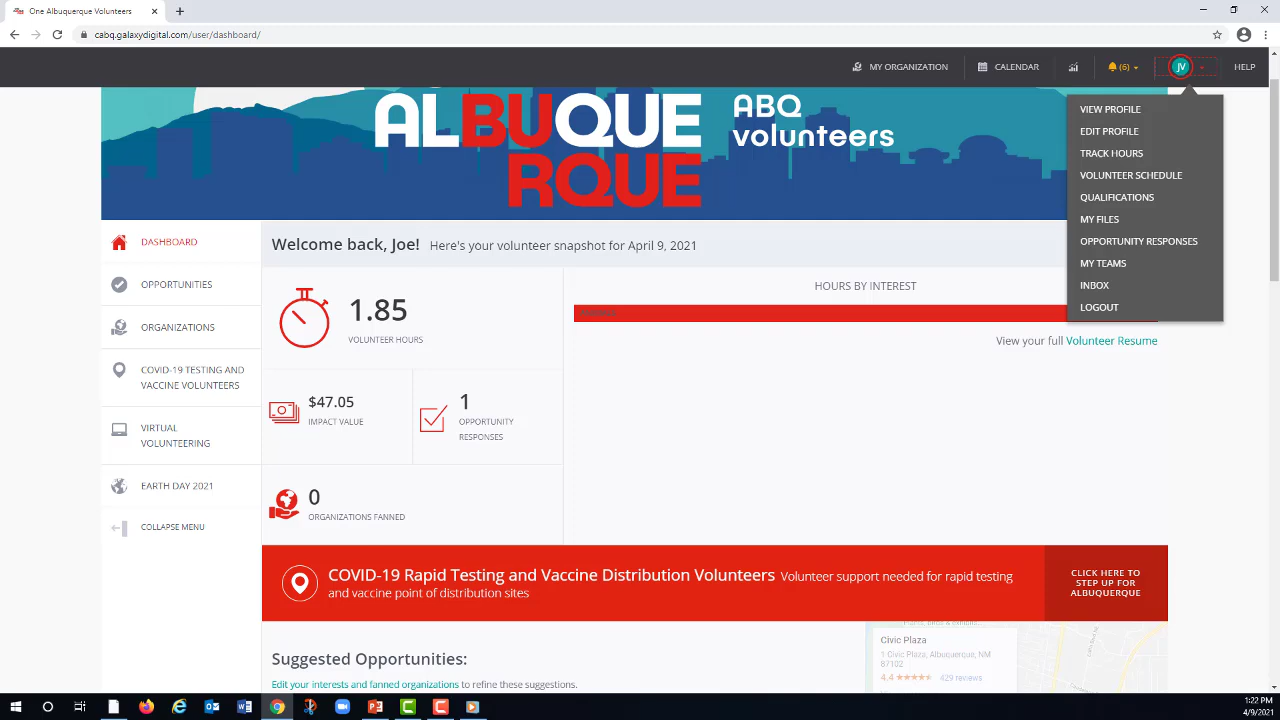 One Albuquerque Volunteers
cabq.galaxydigital.com/user/dashboard/
MY ORGANIZATION
CALENDAR
(6)
JV
HELP
VIEW PROFILE
EDIT PROFILE
TRACK HOURS
VOLUNTEER SCHEDULE
QUALIFICATIONS
MY FILES
OPPORTUNITY RESPONSES
MY TEAMS
INBOX
LOGOUT
ALBUQUE
RQUE
ABQ
volunteers
DASHBOARD
OPPORTUNITIES
ORGANIZATIONS
COVID-19 TESTING AND
VACCINE VOLUNTEERS
VIRTUAL
VOLUNTEERING
EARTH DAY 2021
COLLAPSE MENU
Welcome back, Joe! Here's your volunteer snapshot for April 9, 2021
1.85
VOLUNTEER HOURS
$47.05
IMPACT VALUE
1
OPPORTUNITY
RESPONSES
0
ORGANIZATIONS FANNED
HOURS BY INTEREST
View your full Volunteer Resume
COVID-19 Rapid Testing and Vaccine Distribution Volunteers Volunteer support needed for rapid testing
and vaccine point of distribution sites
CLICK HERE TO
STEP UP FOR
ALBUQUERQUE
Suggested Opportunities:
Edit your interests and fanned organizations to refine these suggestions.
Civic Plaza
1 Civic Plaza, Albuquerque, NM
87102
4.4 429 reviews
1:22 PM
4/9/2021